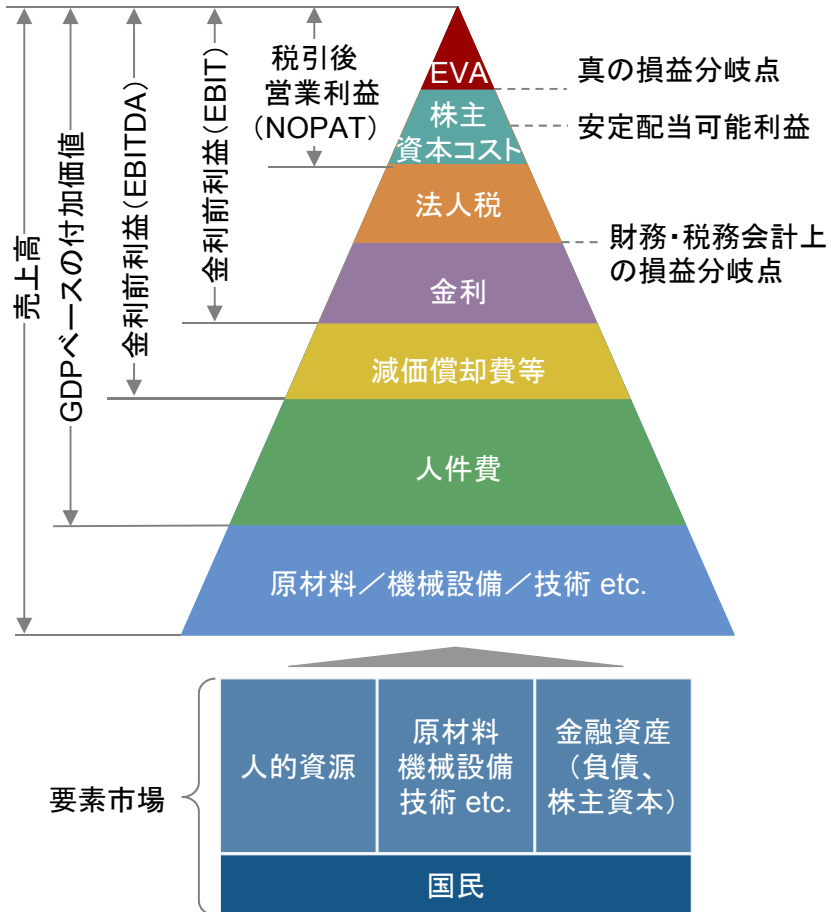 売上高
GDPベースの付加価値
金利前利益(EBITDA)
金利前利益(EBIT)
税引後
営業利益
(NOPAT)
EVA
株主
資本コスト
法人税
金利
減価償却費等
人件費
原材料／機械設備／技術 etc.
真の損益分岐点
安定配当可能利益
財務・税務会計上
の損益分岐点
要素市場
人的資源
原材料
機械設備
技術 etc.
金融資産
（負債、
株主資本）
国民